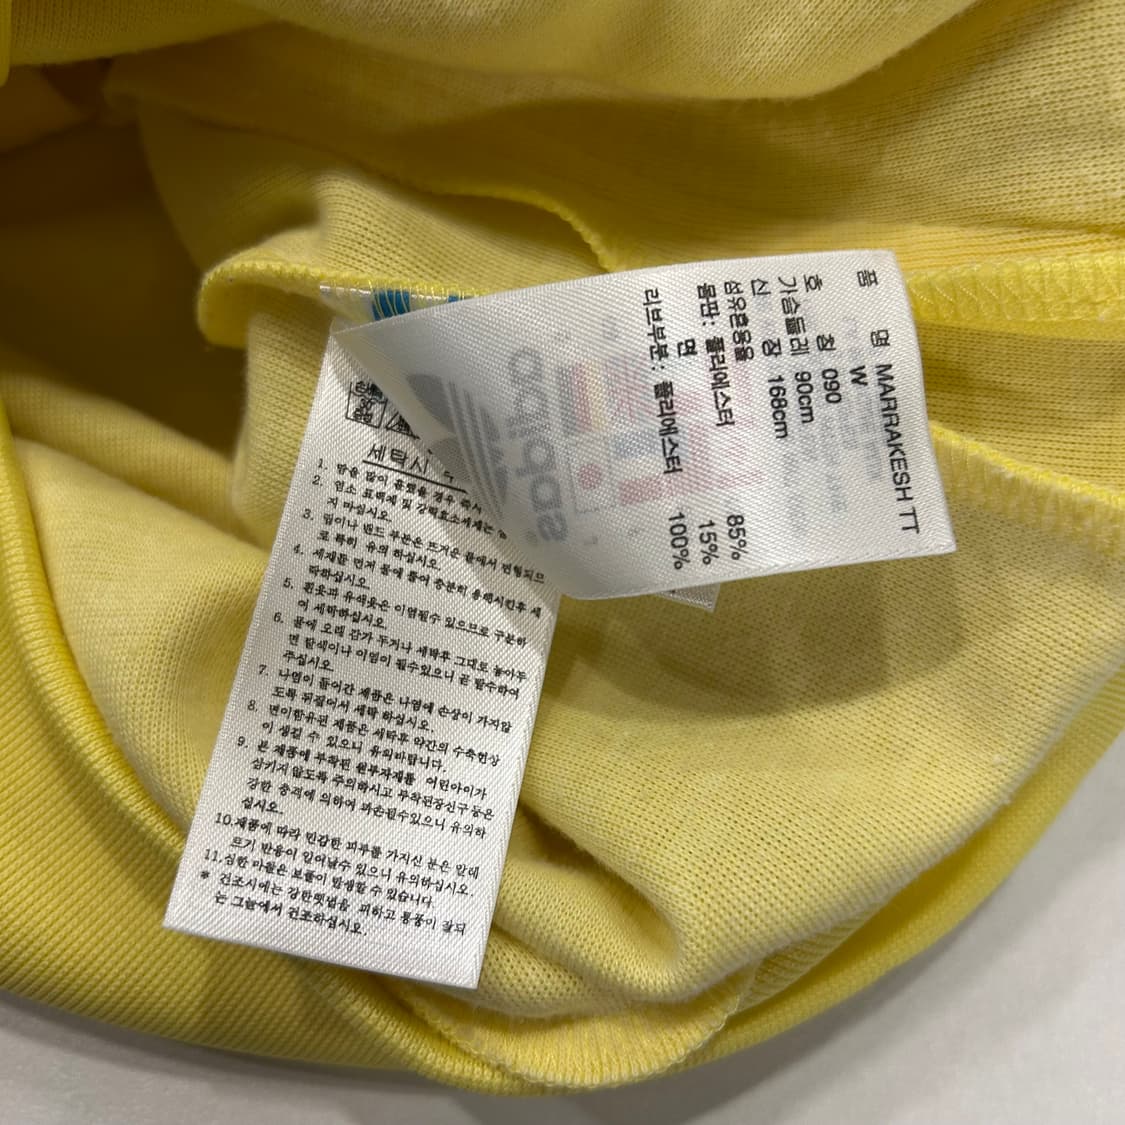 품 명 MARRAKESH TT
W
호 칭 090
가슴둘레 90cm
신 장 168cm
섬유혼용율
몸판: 폴리에스터 85%
면 15%
리브부분: 폴리에스터 100%
adidas
세탁시
1. 땀을 많이 흘렸을 경우 즉시
2. 염소 표백제 및 강력효소세제는
지 마십시오.
3. 덮이나 밴드 부분은 뜨거운 물에서 변형되므
로 특히 유의 하십시오.
4. 세제를 먼저 물에 풀어 충분히 용해시킨후 세
탁하십시오.
5. 흰옷과 유색옷은 이염될수 있으므로 구분하
여 세탁하십시오.
6. 물에 오래 담가 두거나 세탁후 그대로 놓아두
면 탈색이나 이염이 될수있으니 곧 탈수하여
주십시오.
7. 나염이 들어간 제품은 나염에 손상이 가지않
도록 뒤집어서 세탁 하십시오.
8. 면이함유된 제품은 세탁후 약간의 수축현상
이 생길 수 있으니 유의바랍니다.
9. 본 제품에 부착된 원부자재를 어린아이가
삼키지 않도록 주의하시고 부착된장신구등은
강한 충격에 의하여 파손될수있으니 유의하
십시오.
10.제품에 따라 민감한 피부를 가지신 분은 알레
르기 반응이 일어날수 있으니 유의하십시오.
11.심한 마찰은 보풀이 발생할 수 있습니다.
* 건조시에는 강한햇볕을 피하고 통풍이 잘되
는 그늘에서 건조하십시오.